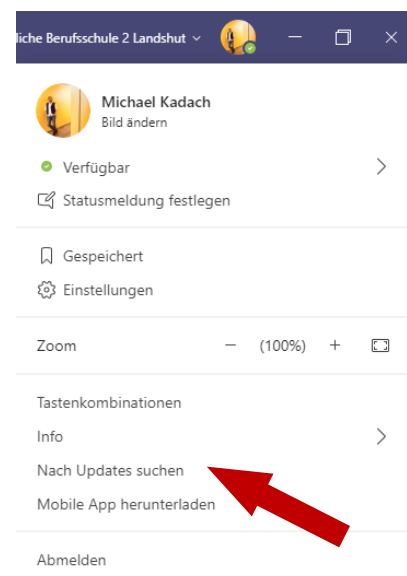 liche Berufsschule 2 Landshut
Michael Kadach
Bild ändern
Verfügbar
Statusmeldung festlegen
Gespeichert
Einstellungen
Zoom − (100%) +
Tastenkombinationen
Info
Nach Updates suchen
Mobile App herunterladen
Abmelden